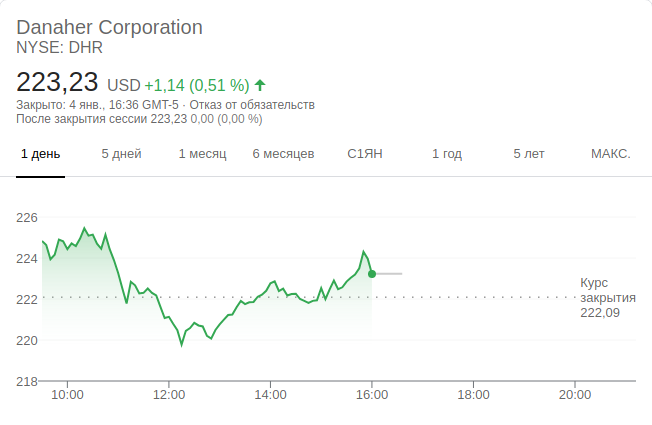 Danaher Corporation
NYSE: DHR
223,23 USD +1,14 (0,51 %)
Закрыто: 4 янв., 16:36 GMT-5 · Отказ от обязательств
После закрытия сессии 223,23 0,00 (0,00 %)
1 день 5 дней 1 месяц 6 месяцев С1ЯН 1 год 5 лет МАКС.
226
224
Курс
222 закрытия
222,09
220
218
10:00 12:00 14:00 16:00 18:00 20:00